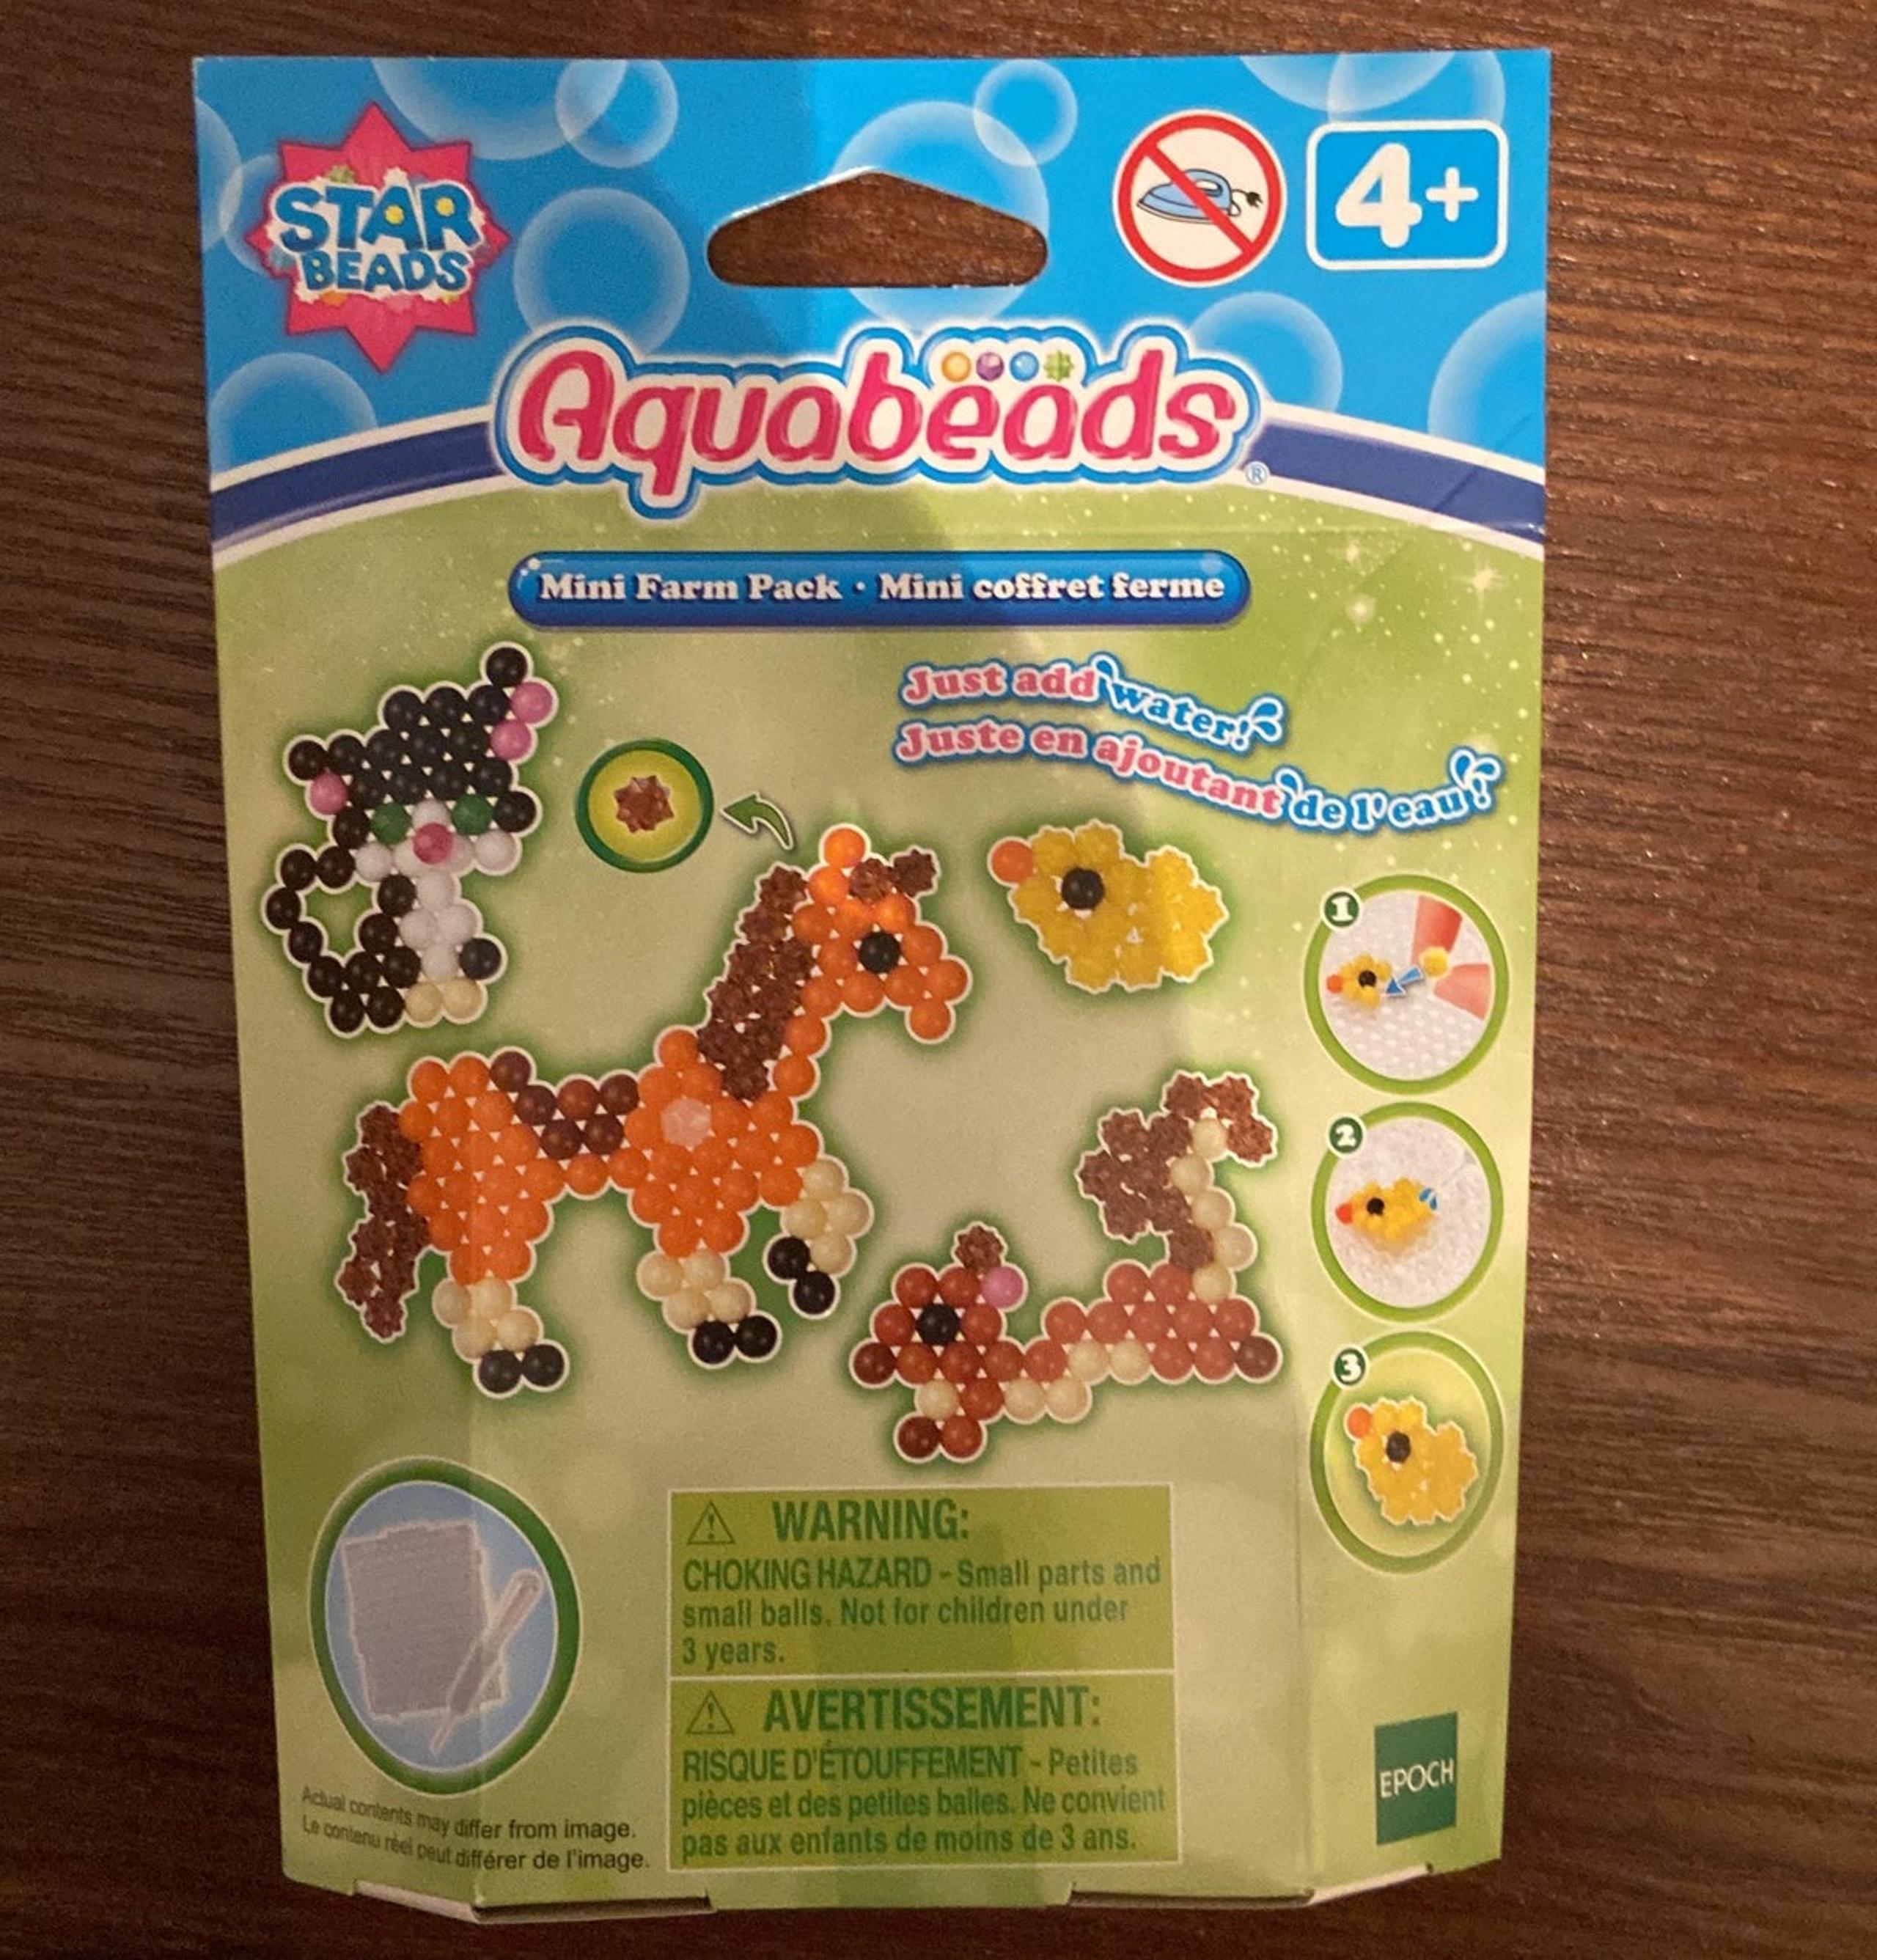 STAR
BEADS
4+
Aquabeads®
Mini Farm Pack · Mini coffret ferme
Just add water!
Juste en ajoutant de l'eau!
1
2
3
WARNING:
CHOKING HAZARD - Small parts and
small balls. Not for children under
3 years.
AVERTISSEMENT:
RISQUE D'ÉTOUFFEMENT - Petites
pièces et des petites balles. Ne convient
pas aux enfants de moins de 3 ans.
Actual contents may differ from image.
Le contenu réel peut différer de l'image.
EPOCH